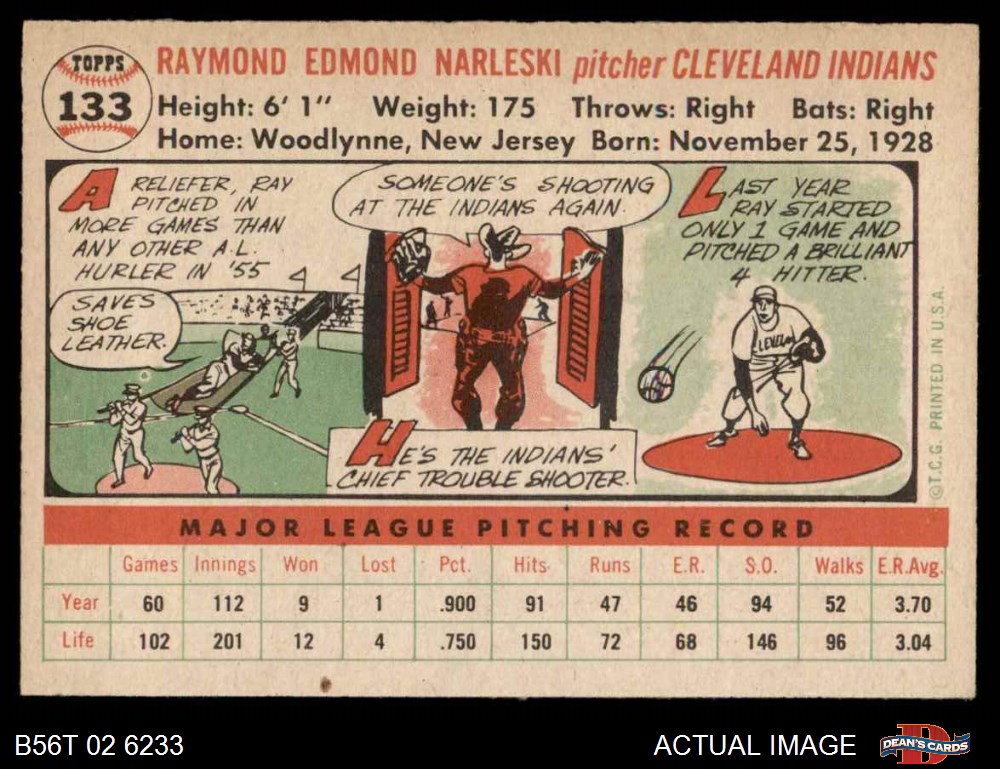 TOPPS
133
RAYMOND EDMOND NARLESKI pitcher CLEVELAND INDIANS
Height: 6' 1" Weight: 175 Throws: Right Bats: Right
Home: Woodlynne, New Jersey Born: November 25, 1928
A RELIEFER, RAY
PITCHED IN
MORE GAMES THAN
ANY OTHER A.L.
HURLER IN '55
SAVES
SHOE
LEATHER.
SOMEONE'S SHOOTING
AT THE INDIANS AGAIN.
HE'S THE INDIANS'
CHIEF TROUBLE SHOOTER.
LAST YEAR
RAY STARTED
ONLY 1 GAME AND
PITCHED A BRILLIANT
4 HITTER.
©T.C.G. PRINTED IN U.S.A.
MAJOR LEAGUE PITCHING RECORD
Games Innings Won Lost Pct. Hits Runs E.R. S.O. Walks E.R.Avg.
Year 60 112 9 1 .900 91 47 46 94 52 3.70
Life 102 201 12 4 .750 150 72 68 146 96 3.04
B56T 02 6233
ACTUAL IMAGE
DEAN'S CARDS